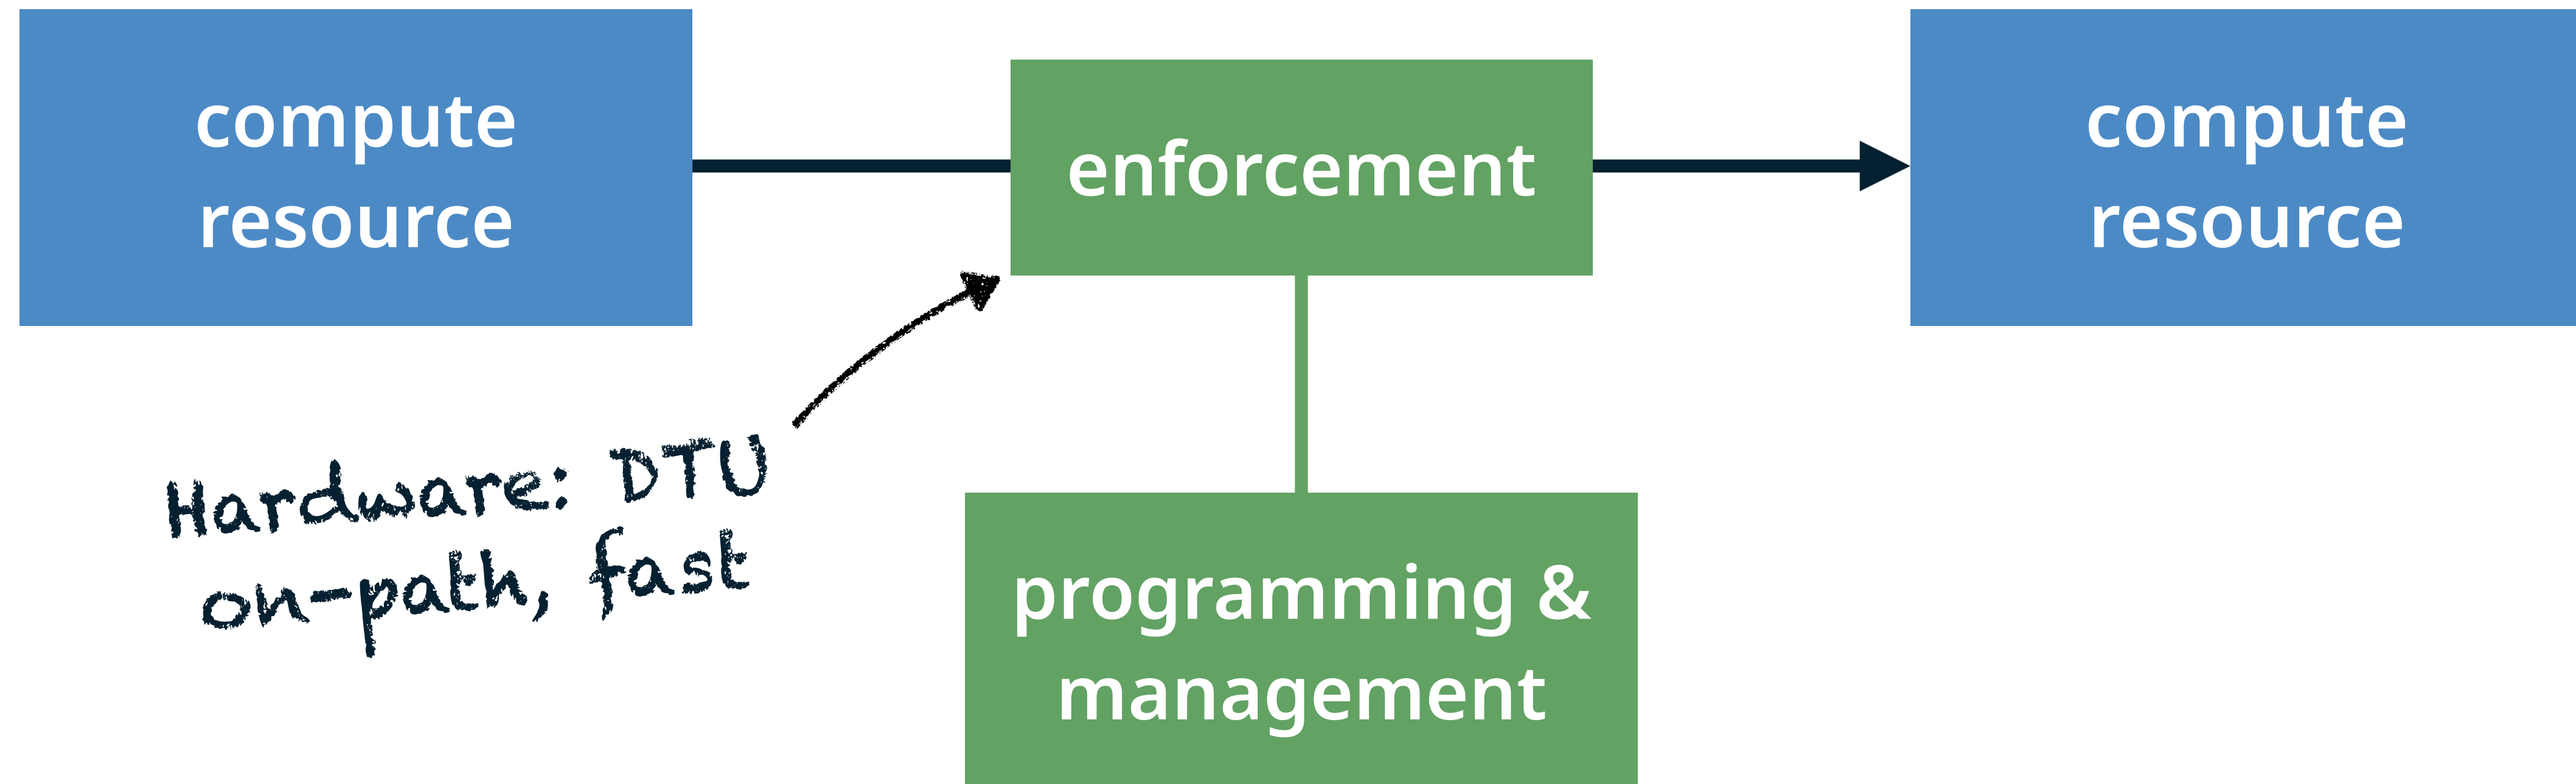 compute
resource
enforcement
compute
resource
Hardware: DTU
on-path, fast
programming &
management